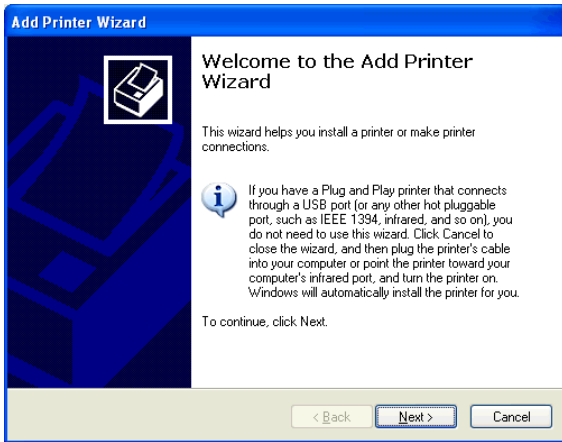 Add Printer Wizard
Welcome to the Add Printer
Wizard
This wizard helps you install a printer or make printer
connections.
If you have a Plug and Play printer that connects
through a USB port (or any other hot pluggable
port, such as IEEE 1394, infrared, and so on), you
do not need to use this wizard. Click Cancel to
close the wizard, and then plug the printer's cable
into your computer or point the printer toward your
computer's infrared port, and turn the printer on.
Windows will automatically install the printer for you.
To continue, click Next.
< Back Next > Cancel